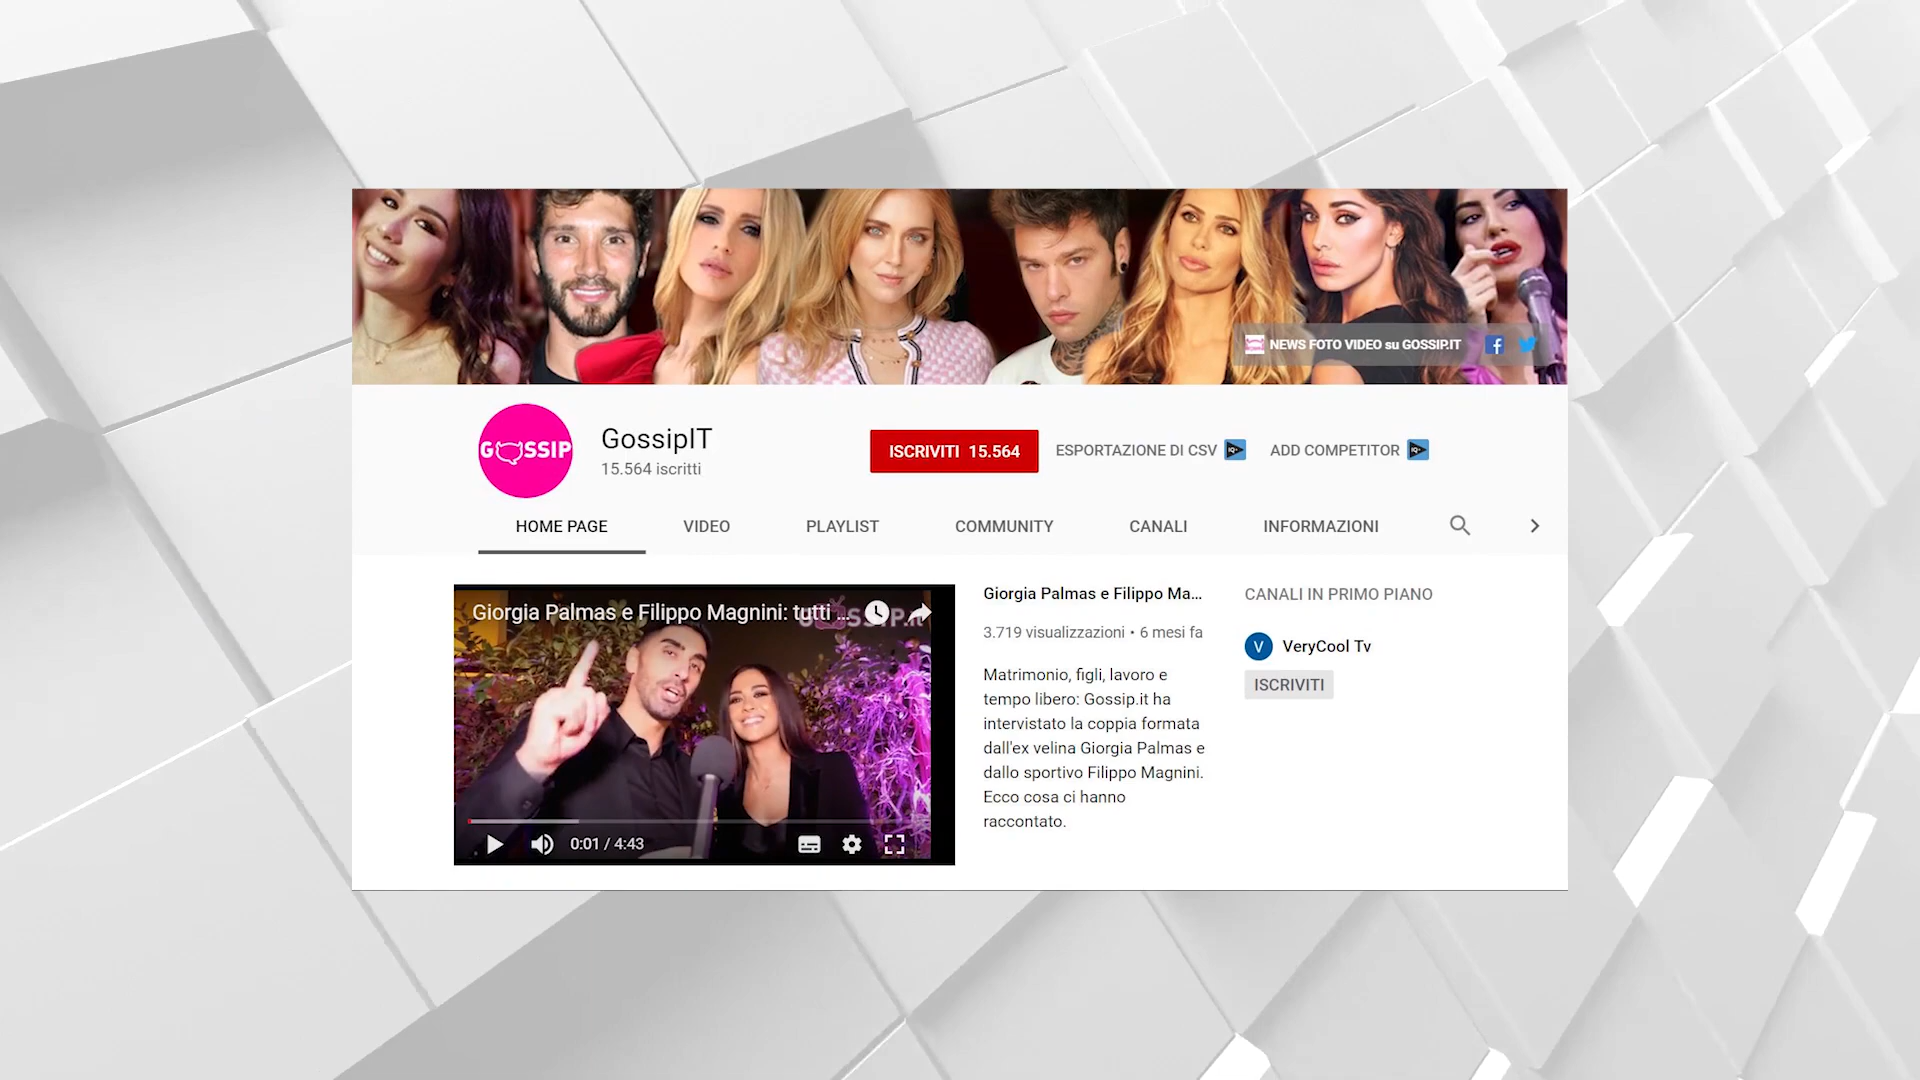 NEWS FOTO VIDEO su GOSSIP.IT
GOSSIP
GossipIT
15.564 iscritti
ISCRIVITI 15.564
ESPORTAZIONE DI CSV
ADD COMPETITOR
HOME PAGE
VIDEO
PLAYLIST
COMMUNITY
CANALI
INFORMAZIONI
Giorgia Palmas e Filippo Magnini: tutti ...
GOSSIP.it
0:01 / 4:43
Giorgia Palmas e Filippo Ma...
3.719 visualizzazioni • 6 mesi fa
Matrimonio, figli, lavoro e
tempo libero: Gossip.it ha
intervistato la coppia formata
dall'ex velina Giorgia Palmas e
dallo sportivo Filippo Magnini.
Ecco cosa ci hanno
raccontato.
CANALI IN PRIMO PIANO
V
VeryCool Tv
ISCRIVITI